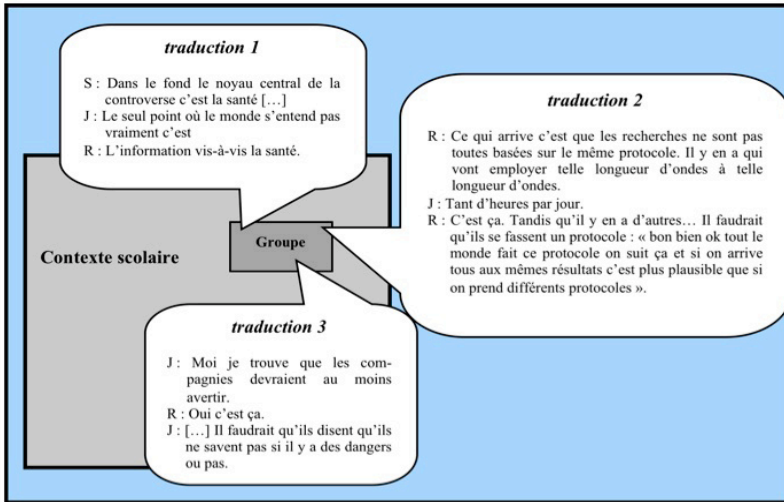 traduction 1
S : Dans le fond le noyau central de la
controverse c’est la santé […]
J : Le seul point où le monde s’entend pas
vraiment c’est
R : L’information vis-à-vis la santé.
traduction 2
R : Ce qui arrive c’est que les recherches ne sont pas
toutes basées sur le même protocole. Il y en a qui
vont employer telle longueur d’ondes à telle
longueur d’ondes.
J : Tant d’heures par jour.
R : C’est ça. Tandis qu’il y en a d’autres… Il faudrait
qu’ils se fassent un protocole : « bon bien ok tout le
monde fait ce protocole on suit ça et si on arrive
tous aux mêmes résultats c’est plus plausible que si
on prend différents protocoles ».
Contexte scolaire
Groupe
traduction 3
J : Moi je trouve que les com-
pagnies devraient au moins
avertir.
R : Oui c’est ça.
J : […] Il faudrait qu’ils disent qu’ils
ne savent pas si il y a des dangers
ou pas.